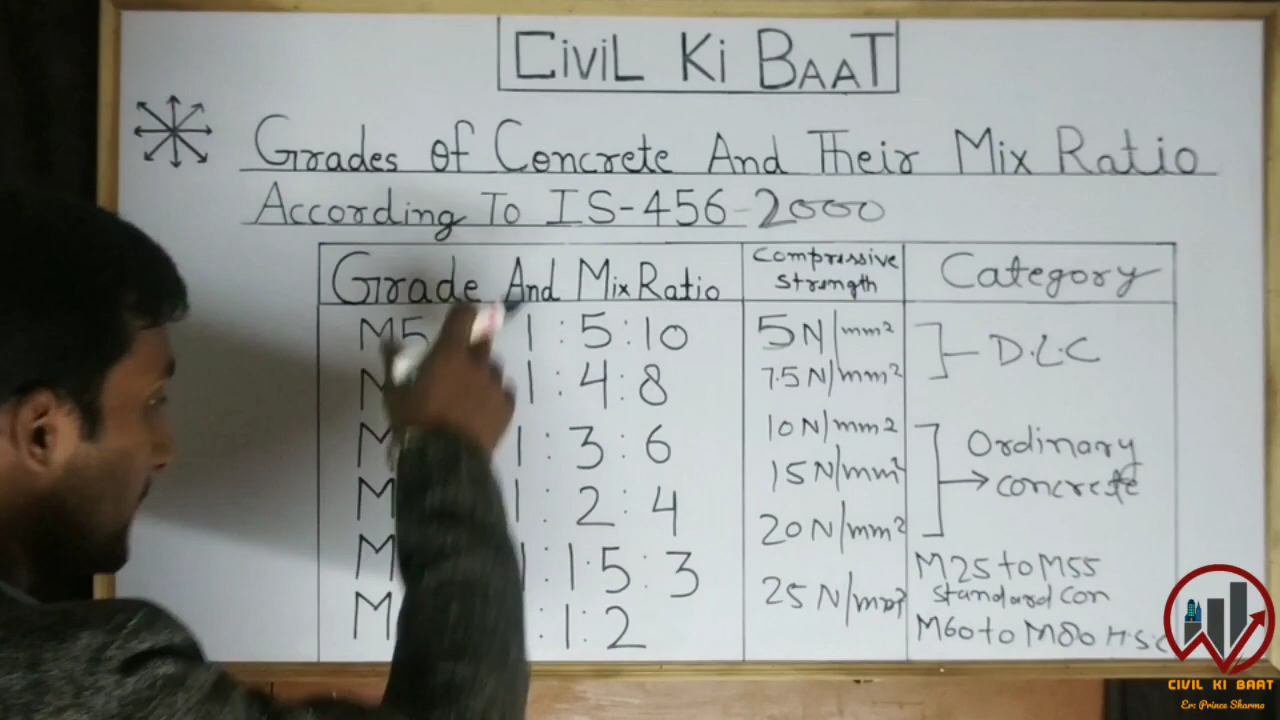 CiviL Ki BAAT
Grades of Concrete And Their Mix Ratio
According To IS-456-2000
Grade And Mix Ratio
Compressive Strength
Category
M5 1 : 5 : 10 5 N/mm²
D.L.C
M 1 : 4 : 8 7.5 N/mm²
M 1 : 3 : 6 10 N/mm²
Ordinary
concrete
15 N/mm²
M 1 : 2 : 4
20 N/mm²
M 1 : 1.5 : 3
M25 to M55
standard con
25 N/mm²
M : 1 : 2
M60 to M80 H.S.C
CIVIL KI BAAT
Er: Prince Sharma